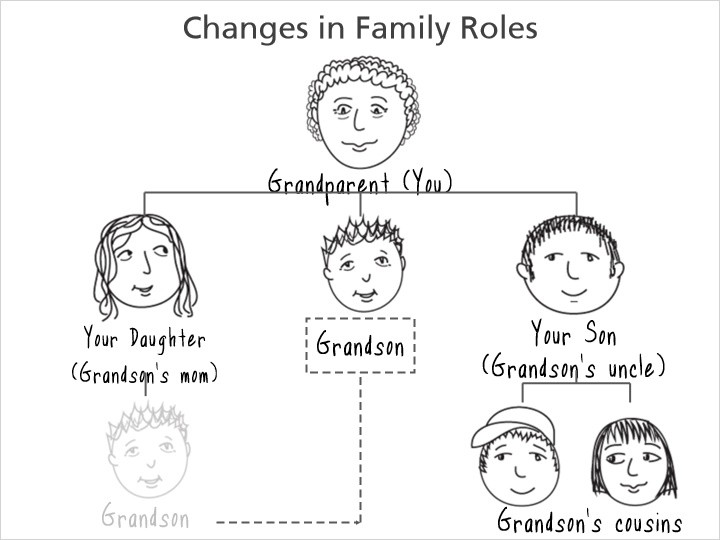 Changes in Family Roles
Grandparent (You)
Your Daughter
(Grandson's mom)
Grandson
Your Son
(Grandson's uncle)
Grandson
Grandson's cousins